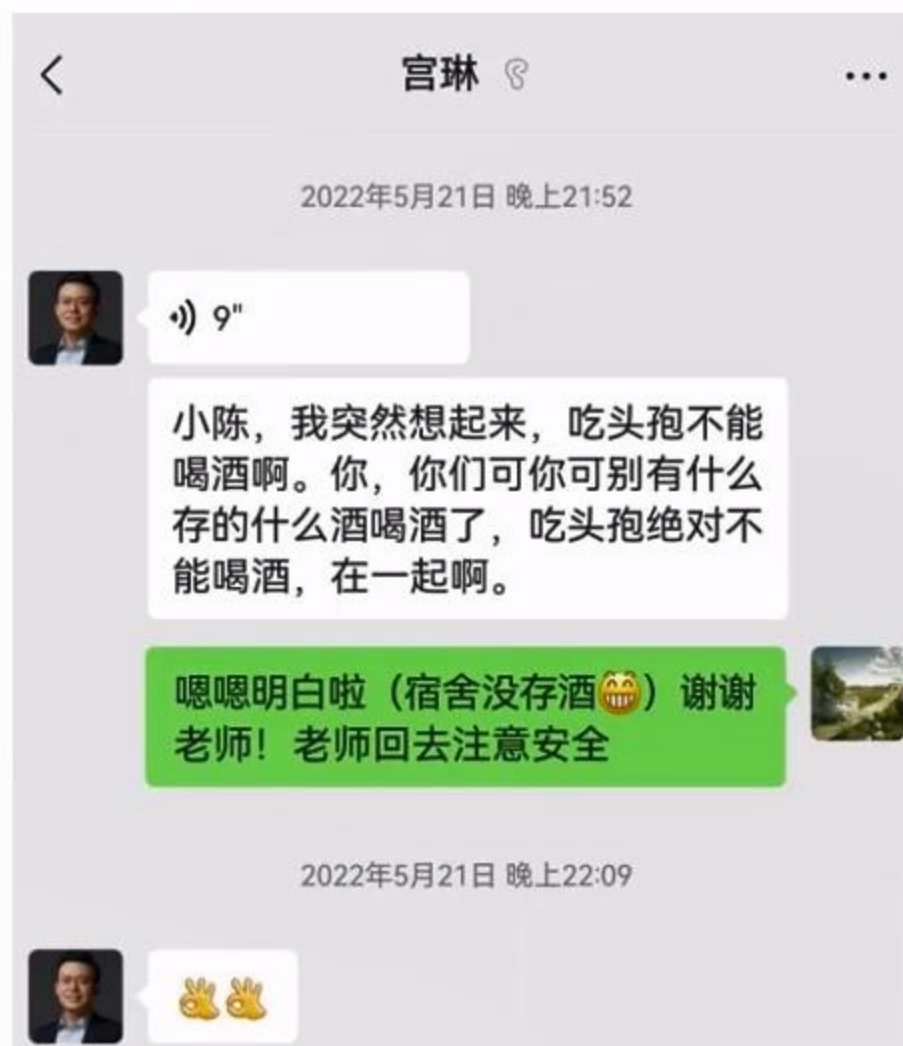 宫琳
2022年5月21日 晚上21:52
9"
小陈，我突然想起来，吃头孢不能
喝酒啊。你，你们可你可别有什么
存的什么酒喝酒了，吃头孢绝对不
能喝酒，在一起啊。
嗯嗯明白啦（宿舍没存酒😁）谢谢
老师！老师回去注意安全
2022年5月21日 晚上22:09
👌👌